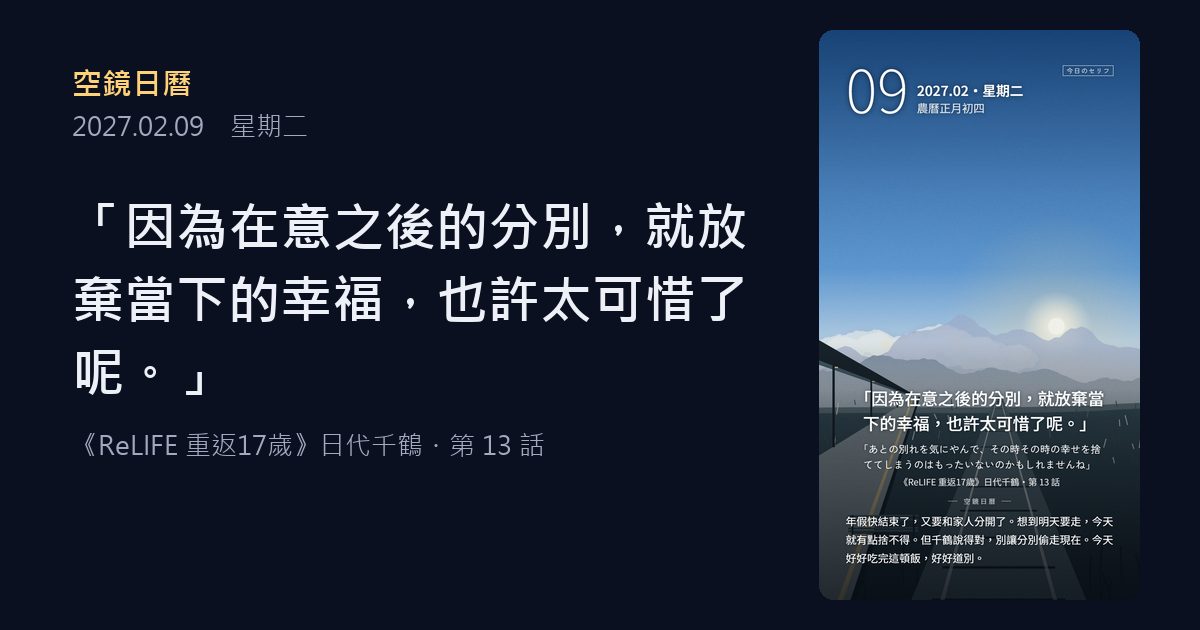 空鏡日曆
2027.02.09　星期二
「因為在意之後的分別，就放
棄當下的幸福，也許太可惜了
呢。」
《ReLIFE 重返17歲》日代千鶴・第 13 話
今日のセリフ
09
2027.02・星期二
農曆正月初四
「因為在意之後的分別，就放棄當
下的幸福，也許太可惜了呢。」
「あとの別れを気にやんで、その時その時の幸せを捨
ててしまうのはもったいないのかもしれませんね」
《ReLIFE 重返17歲》日代千鶴・第 13 話
空鏡日曆
年假快結束了，又要和家人分開了。想到明天要走，今天
就有點捨不得。但千鶴說得對，別讓分別偷走現在。今天
好好吃完這頓飯，好好道別。